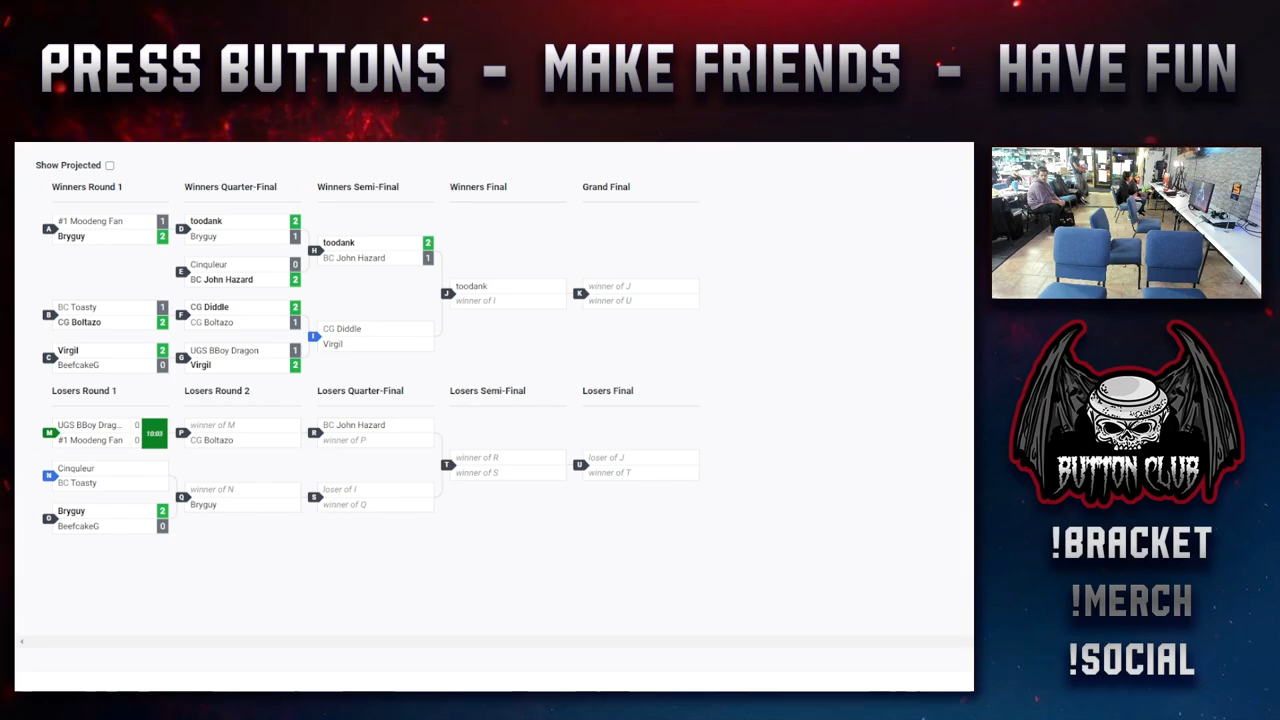 PRESS BUTTONS - MAKE FRIENDS - HAVE FUN
Show Projected
Winners Round 1
Winners Quarter-Final
Winners Semi-Final
Winners Final
Grand Final
A
#1 Moodeng Fan 1
Bryguy 2
B
BC Toasty 1
CG Boltazo 2
C
Virgil 2
BeefcakeG 0
D
toodank 2
Bryguy 1
E
Cinquleur 0
BC John Hazard 2
F
CG Diddle 2
CG Boltazo 1
G
UGS BBoy Dragon 1
Virgil 2
H
toodank 2
BC John Hazard 1
I
CG Diddle
Virgil
J
toodank
winner of I
K
winner of J
winner of U
Losers Round 1
Losers Round 2
Losers Quarter-Final
Losers Semi-Final
Losers Final
M
UGS BBoy Drag... 0
#1 Moodeng Fan 0
10:03
N
Cinquleur
BC Toasty
O
Bryguy 2
BeefcakeG 0
P
winner of M
CG Boltazo
Q
winner of N
Bryguy
R
BC John Hazard
winner of P
S
loser of I
winner of Q
T
winner of R
winner of S
U
loser of J
winner of T
BUTTON CLUB
!BRACKET
!MERCH
!SOCIAL